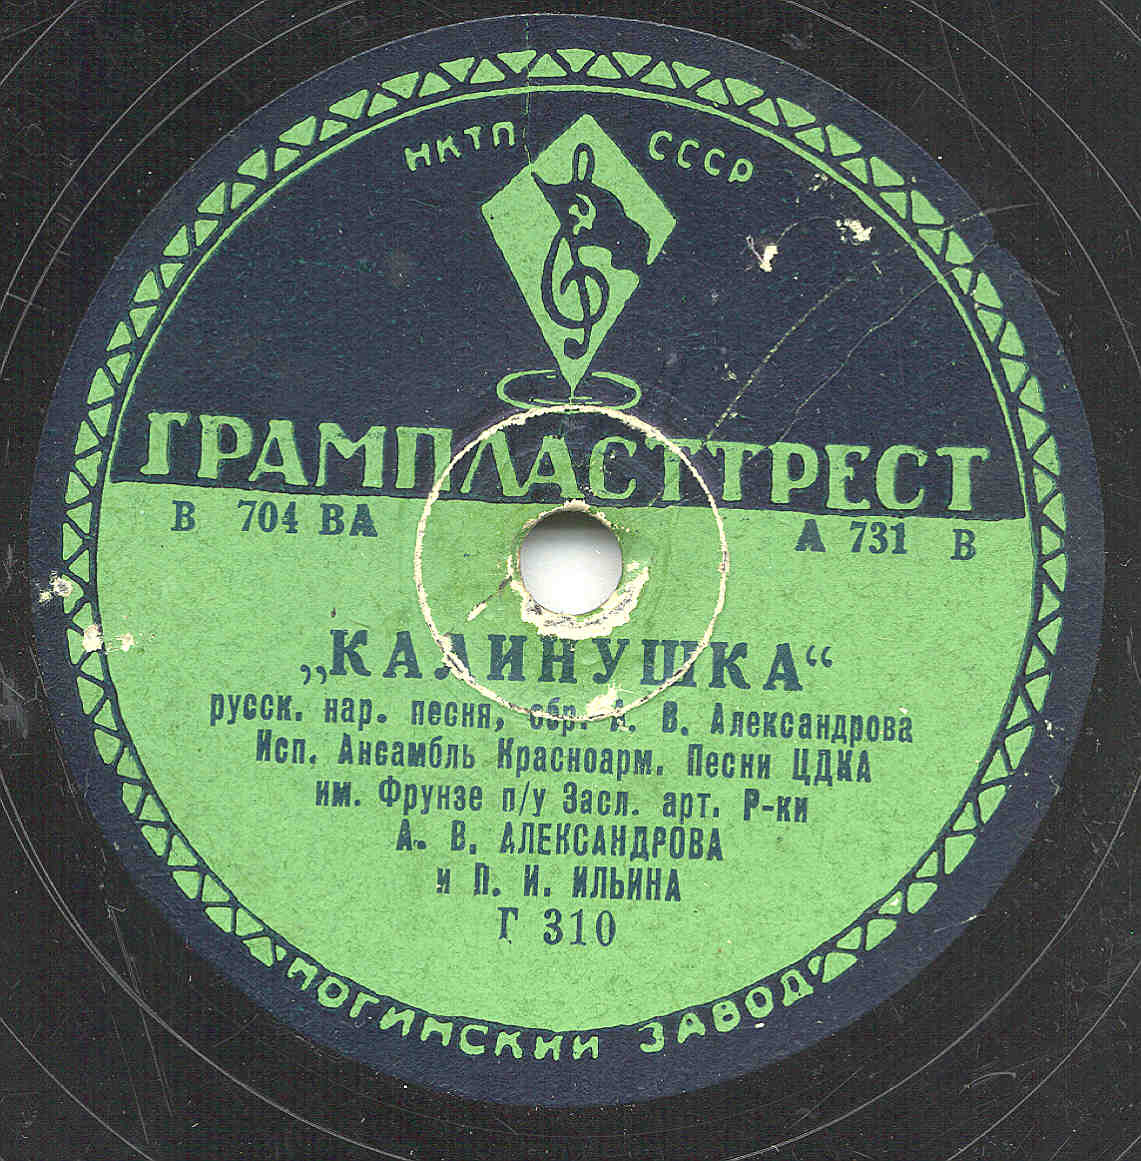 НКТП СССР
ГРАМПЛАСТТРЕСТ
В 704 ВА А 731 В
„КАЛИНУШКА“
русск. нар. песня, обр. А. В. Александрова
Исп. Ансамбль Красноарм. Песни ЦДКА
им. Фрунзе п/у Засл. арт. Р-ки
А. В. АЛЕКСАНДРОВА
и П. И. ИЛЬИНА
Г 310
НОГИНСКИЙ ЗАВОД